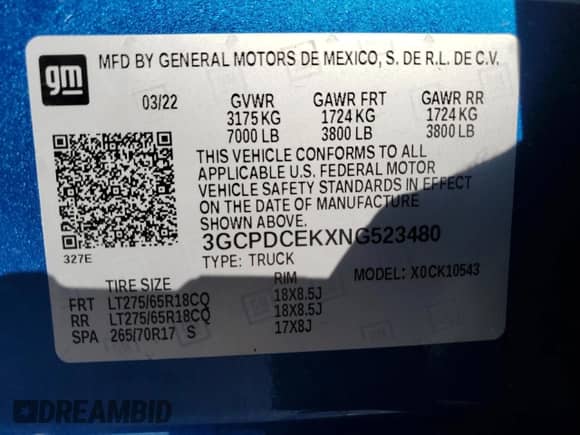 gm
MFD BY GENERAL MOTORS DE MEXICO, S. DE R.L. DE C.V.
03/22 GVWR GAWR FRT GAWR RR
3175 KG 1724 KG 1724 KG
7000 LB 3800 LB 3800 LB
THIS VEHICLE CONFORMS TO ALL
APPLICABLE U.S. FEDERAL MOTOR
VEHICLE SAFETY STANDARDS IN EFFECT
ON THE DATE OF MANUFACTURE
SHOWN ABOVE.
327E
3GCPDCEKXNG523480
TYPE: TRUCK MODEL: X0CK10543
TIRE SIZE RIM
FRT LT275/65R18CQ 18X8.5J
RR LT275/65R18CQ 18X8.5J
SPA 265/70R17 S 17X8J
DREAMBID